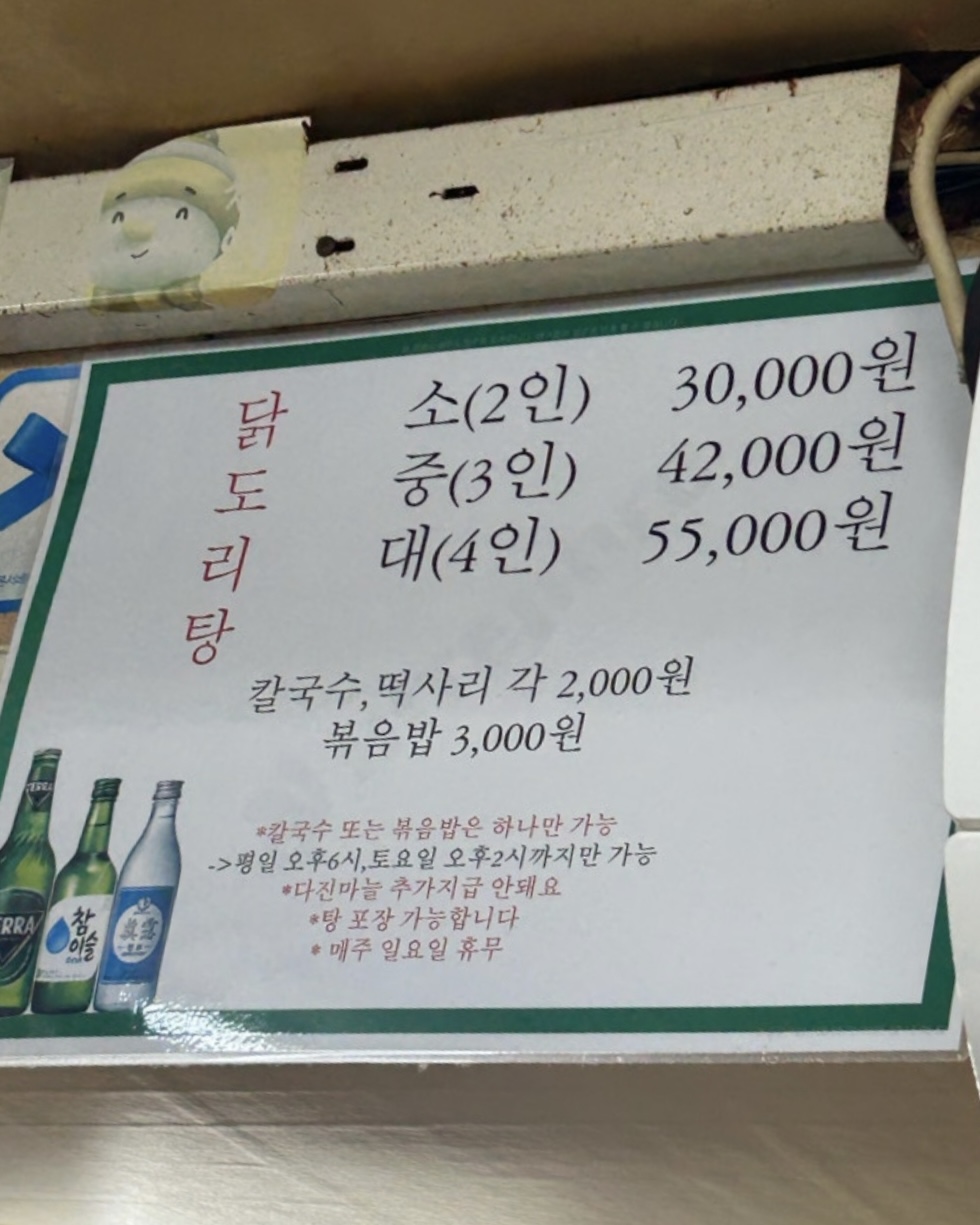 닭도리탕
소(2인) 30,000원
중(3인) 42,000원
대(4인) 55,000원
칼국수,떡사리 각 2,000원
볶음밥 3,000원
*칼국수 또는 볶음밥은 하나만 가능
->평일 오후6시,토요일 오후2시까지만 가능
*다진마늘 추가지급 안돼요
*탕 포장 가능합니다
* 매주 일요일 휴무
TERRA
TERRA
참이슬
眞露